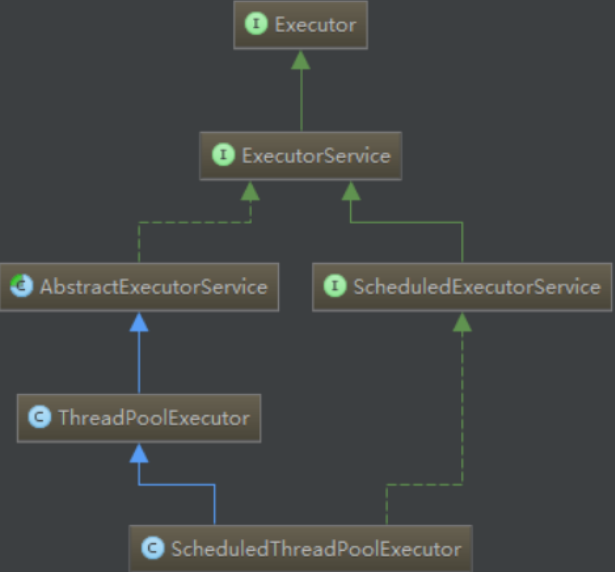 I Executor
I ExecutorService
C AbstractExecutorService
I ScheduledExecutorService
C ThreadPoolExecutor
C ScheduledThreadPoolExecutor